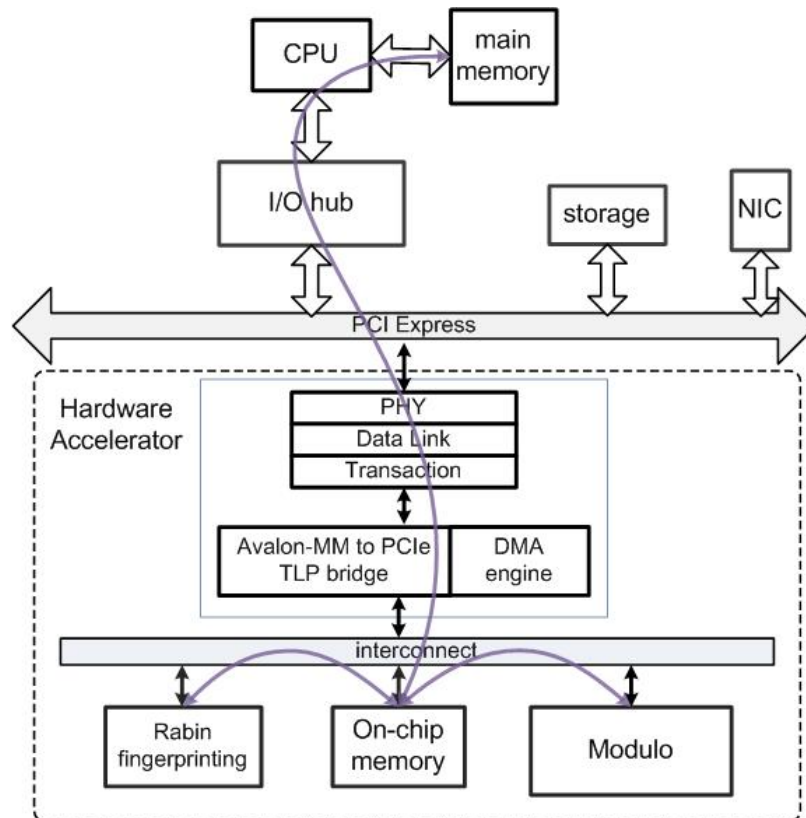 CPU
main
memory
I/O hub
storage
NIC
PCI Express
Hardware
Accelerator
PHY
Data Link
Transaction
Avalon-MM to PCIe
TLP bridge
DMA
engine
interconnect
Rabin
fingerprinting
On-chip
memory
Modulo